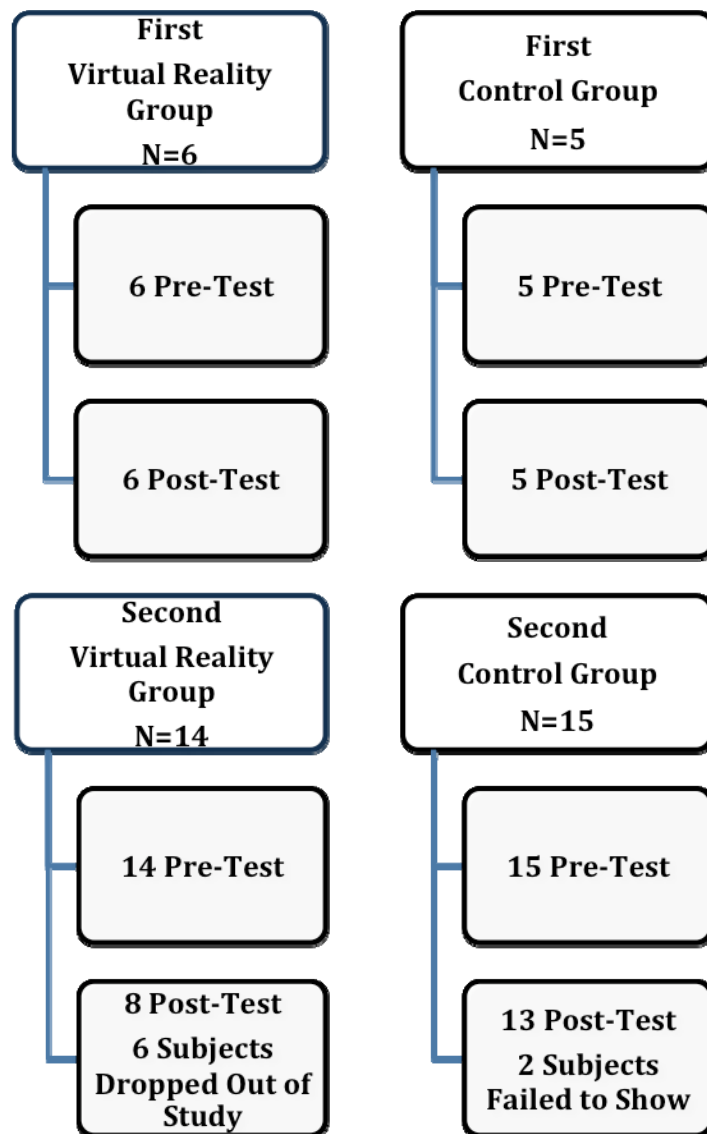 First
Virtual Reality
Group
N=6
6 Pre-Test
6 Post-Test
First
Control Group
N=5
5 Pre-Test
5 Post-Test
Second
Virtual Reality
Group
N=14
14 Pre-Test
8 Post-Test
6 Subjects
Dropped Out of
Study
Second
Control Group
N=15
15 Pre-Test
13 Post-Test
2 Subjects
Failed to Show